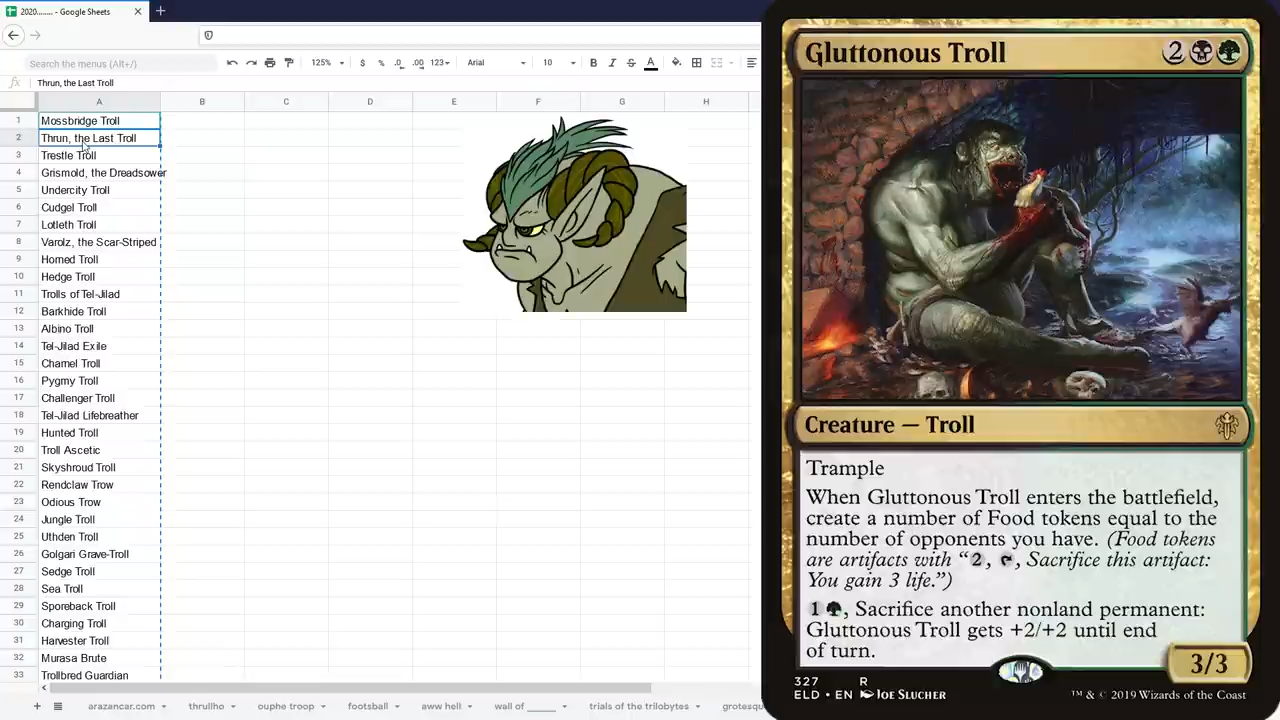 2020........ - Google Sheets
Search the menus (Alt+/)
125%
$
%
.0
.00
123
Arial
10
B
I
S
A
fx
Thrun, the Last Troll
A B C D E F G H
1 Mossbridge Troll
2 Thrun, the Last Troll
3 Trestle Troll
4 Grismold, the Dreadsower
5 Undercity Troll
6 Cudgel Troll
7 Lotleth Troll
8 Varolz, the Scar-Striped
9 Horned Troll
10 Hedge Troll
11 Trolls of Tel-Jilad
12 Barkhide Troll
13 Albino Troll
14 Tel-Jilad Exile
15 Charnel Troll
16 Pygmy Troll
17 Challenger Troll
18 Tel-Jilad Lifebreather
19 Hunted Troll
20 Troll Ascetic
21 Skyshroud Troll
22 Rendclaw Trow
23 Odious Trow
24 Jungle Troll
25 Uthden Troll
26 Golgari Grave-Troll
27 Sedge Troll
28 Sea Troll
29 Sporeback Troll
30 Charging Troll
31 Harvester Troll
32 Murasa Brute
33 Trollbred Guardian
arazancar.com
thrullho
ouphe troop
footsball
aww hell
wall of _____
trials of the trilobytes
grotesqu
Gluttonous Troll
2
Creature — Troll
Trample
When Gluttonous Troll enters the battlefield,
create a number of Food tokens equal to the
number of opponents you have. (Food tokens
are artifacts with “2, , Sacrifice this artifact:
You gain 3 life.”)
1 , Sacrifice another nonland permanent:
Gluttonous Troll gets +2/+2 until end
of turn.
3/3
327 R
ELD • EN Joe Slucher
™ & © 2019 Wizards of the Coast